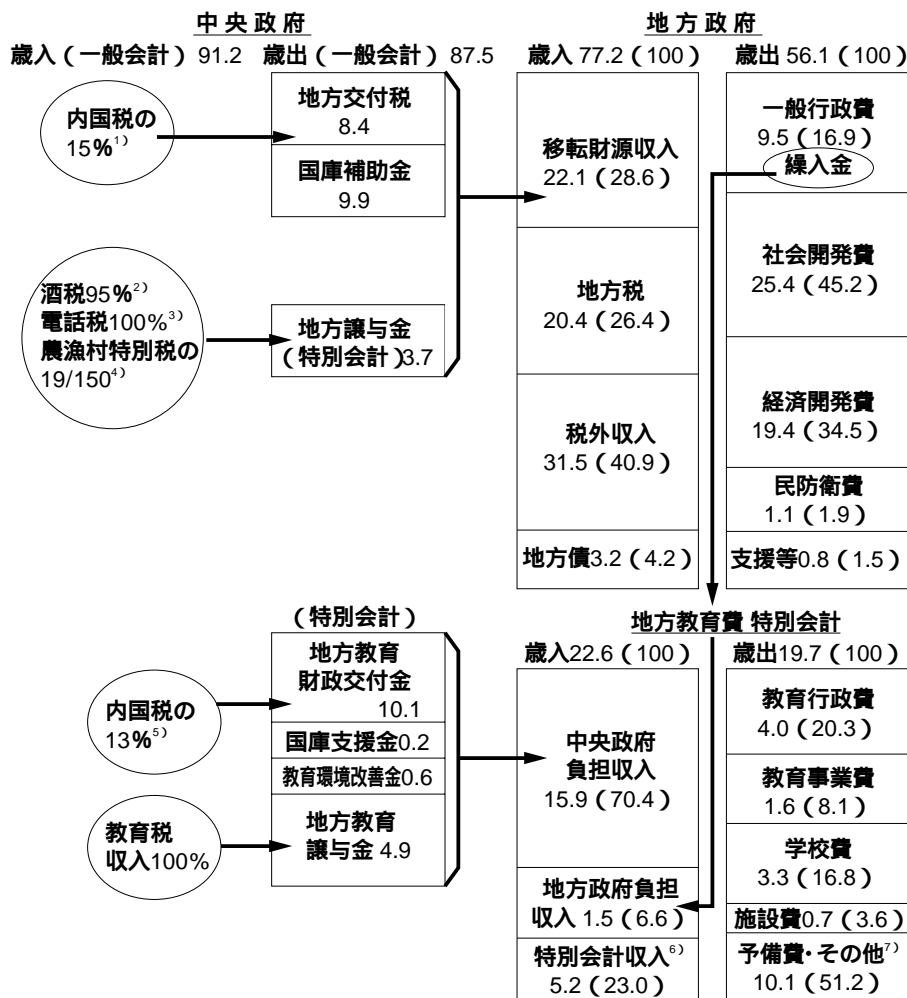 中央政府
歳入(一般会計) 91.2 歳出(一般会計) 87.5
内国税の
15%1)
地方交付税
8.4
国庫補助金
9.9
酒税95%2)
電話税100%3)
農漁村特別税の
19/1504)
地方譲与金
(特別会計)3.7
地方政府
歳入 77.2(100) 歳出 56.1(100)
移転財源収入
22.1(28.6)
地方税
20.4(26.4)
税外収入
31.5(40.9)
地方債3.2(4.2)
一般行政費
9.5(16.9)
繰入金
社会開発費
25.4(45.2)
経済開発費
19.4(34.5)
民防衛費
1.1(1.9)
支援等0.8(1.5)
(特別会計)
内国税の
13%5)
教育税
収入100%
地方教育
財政交付金
10.1
国庫支援金0.2
教育環境改善金0.6
地方教育
譲与金 4.9
地方教育費 特別会計
歳入22.6(100) 歳出19.7(100)
中央政府
負担収入
15.9(70.4)
地方政府負担
収入 1.5(6.6)
特別会計収入6)
5.2(23.0)
教育行政費
4.0(20.3)
教育事業費
1.6(8.1)
学校費
3.3(16.8)
施設費0.7(3.6)
予備費・その他7)
10.1(51.2)